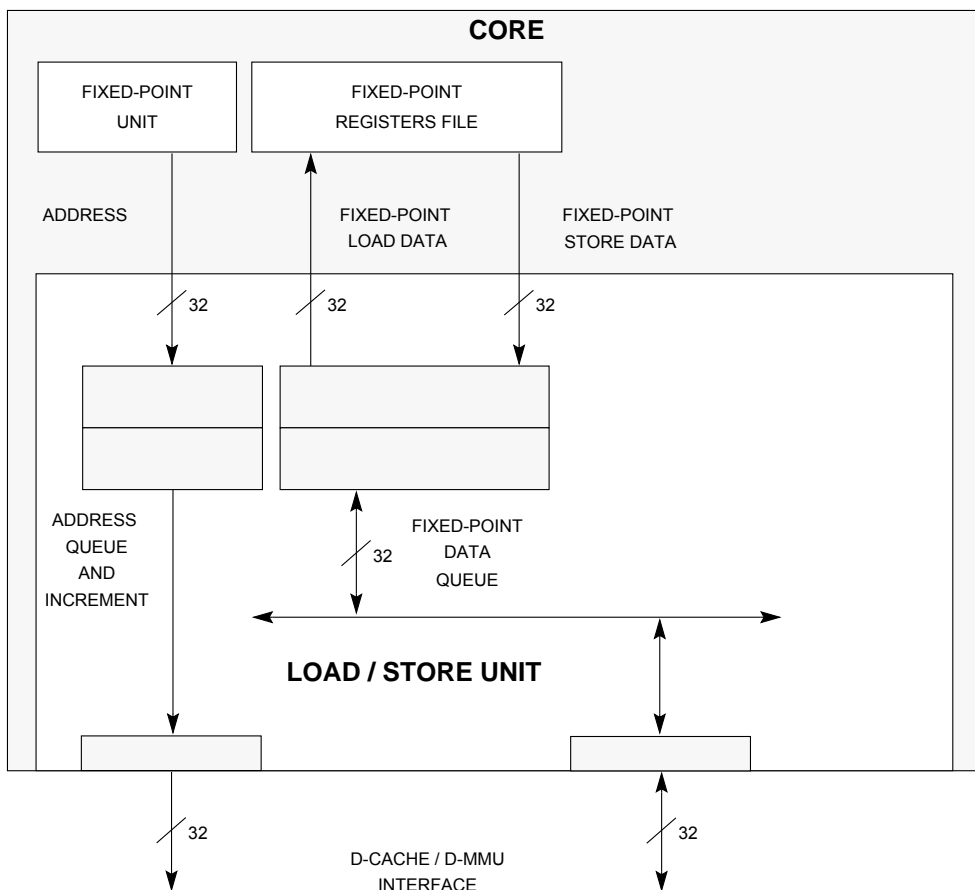 CORE
FIXED-POINT
UNIT
FIXED-POINT
REGISTERS FILE
ADDRESS
FIXED-POINT
LOAD DATA
FIXED-POINT
STORE DATA
32
32
32
ADDRESS
QUEUE
AND
INCREMENT
32
FIXED-POINT
DATA
QUEUE
LOAD / STORE UNIT
32
32
D-CACHE / D-MMU
INTERFACE